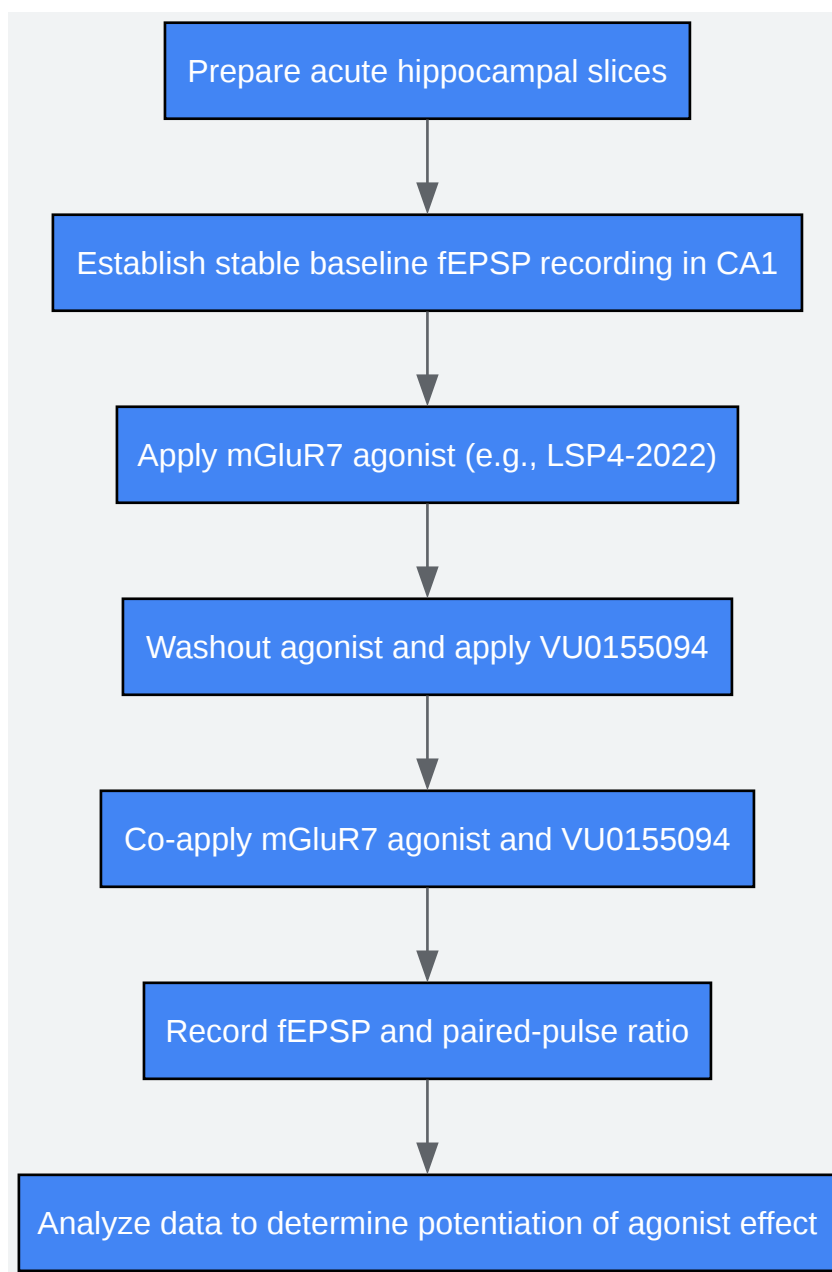 Prepare acute hippocampal slices
Establish stable baseline fEPSP recording in CA1
Apply mGluR7 agonist (e.g., LSP4-2022)
Washout agonist and apply VU0155094
Co-apply mGluR7 agonist and VU0155094
Record fEPSP and paired-pulse ratio
Analyze data to determine potentiation of agonist effect